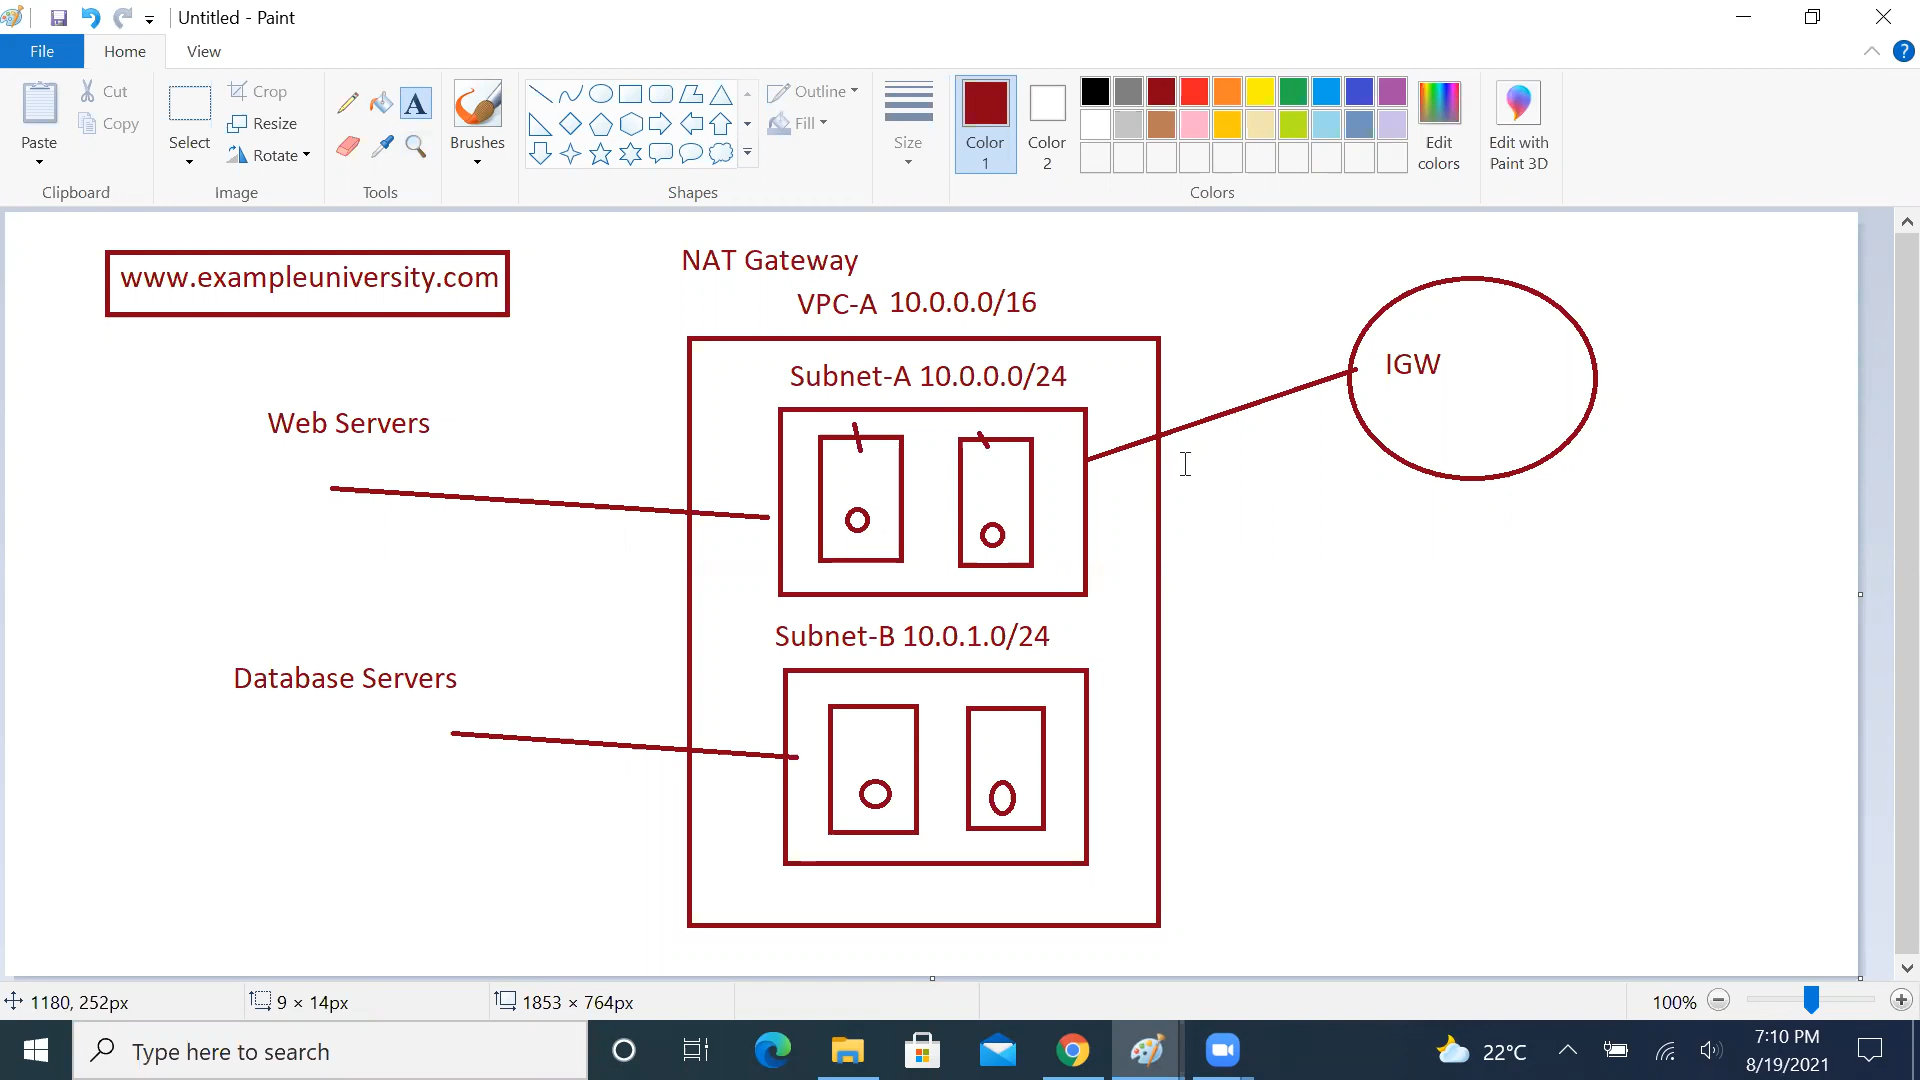 Untitled - Paint
File Home View
Paste
Cut
Copy
Clipboard
Select
Crop
Resize
Rotate
Image
A
Tools
Brushes
Outline
Fill
Shapes
Size
Color 1
Color 2
Edit colors
Colors
Edit with Paint 3D
www.exampleuniversity.com
NAT Gateway
VPC-A 10.0.0.0/16
Subnet-A 10.0.0.0/24
IGW
Web Servers
Subnet-B 10.0.1.0/24
Database Servers
1180, 252px
9 × 14px
1853 × 764px
100%
Type here to search
22°C
7:10 PM
8/19/2021